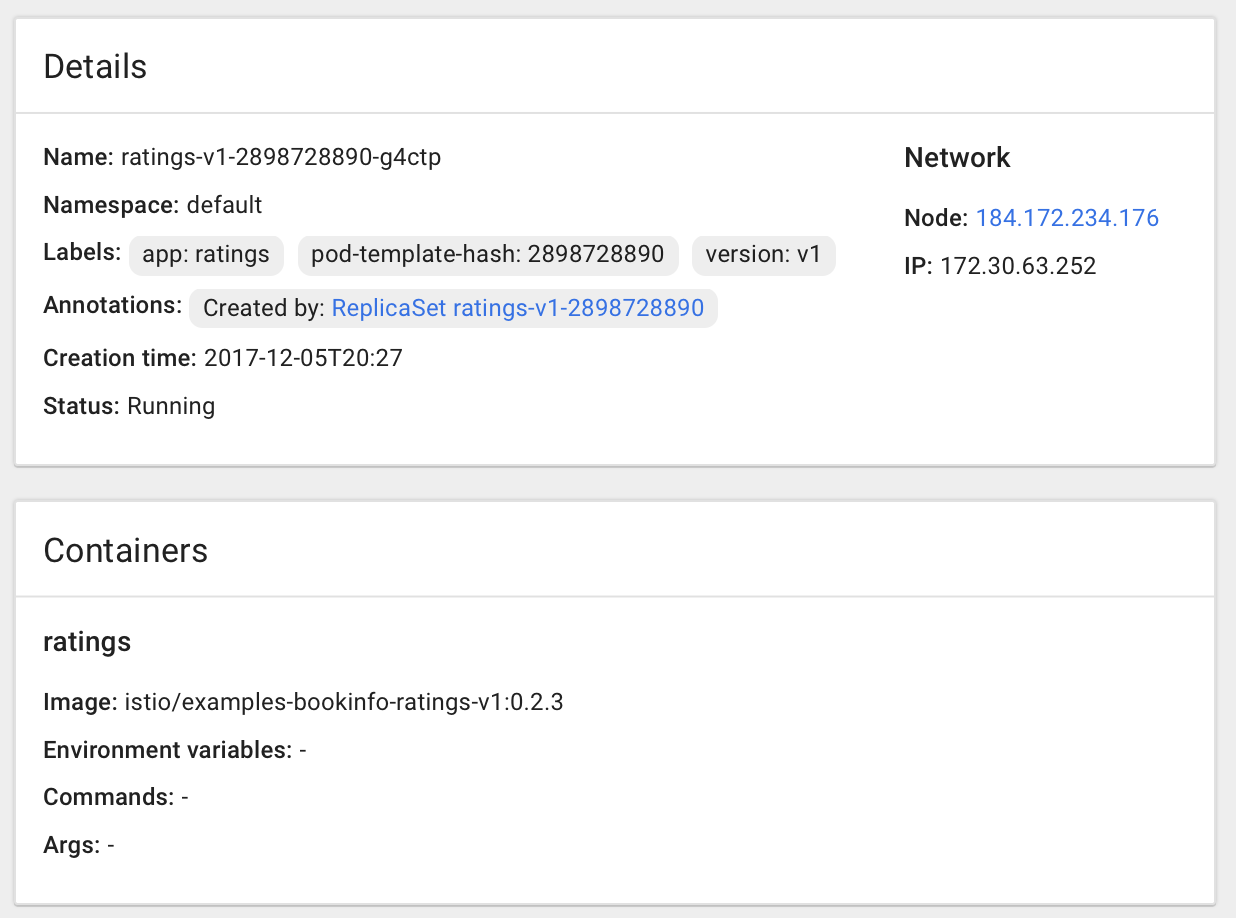 Details
Name: ratings-v1-2898728890-g4ctp
Namespace: default
Labels: app: ratings pod-template-hash: 2898728890 version: v1
Annotations: Created by: ReplicaSet ratings-v1-2898728890
Creation time: 2017-12-05T20:27
Status: Running
Network
Node: 184.172.234.176
IP: 172.30.63.252
Containers
ratings
Image: istio/examples-bookinfo-ratings-v1:0.2.3
Environment variables: -
Commands: -
Args: -